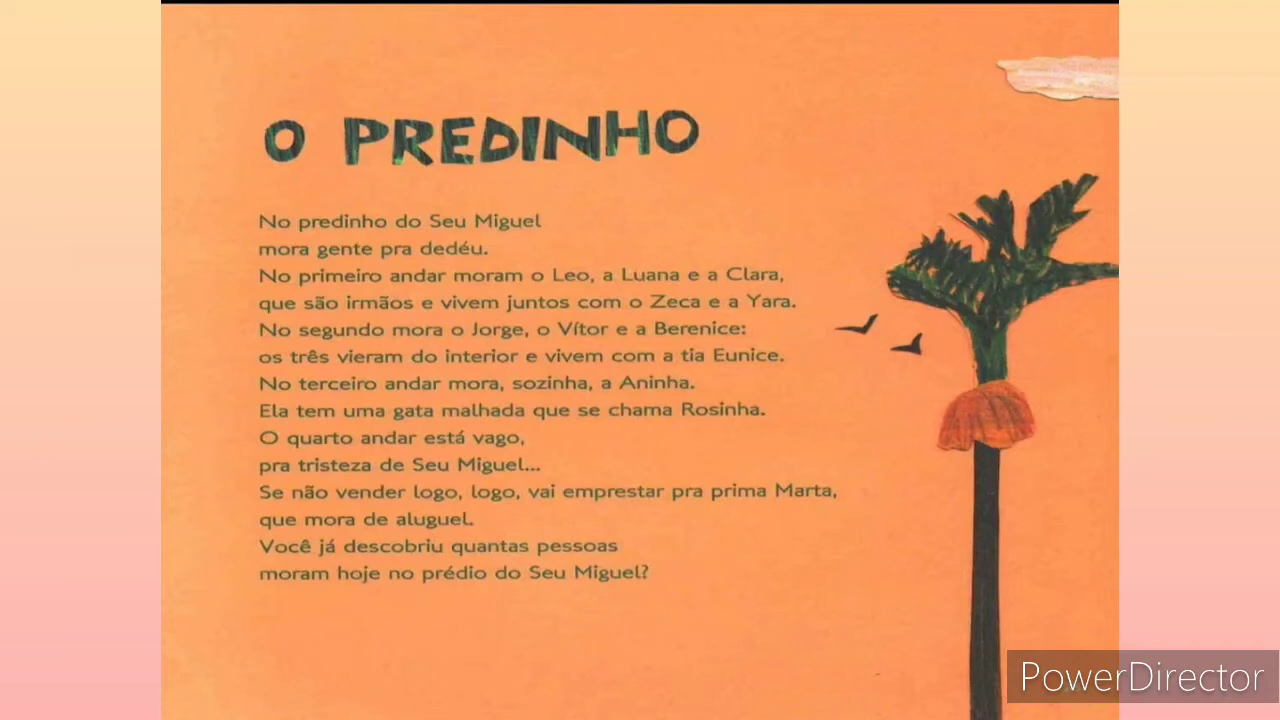 O PREDINHO
No predinho do Seu Miguel
mora gente pra dedéu.
No primeiro andar moram o Leo, a Luana e a Clara,
que são irmãos e vivem juntos com o Zeca e a Yara.
No segundo mora o Jorge, o Vítor e a Berenice:
os três vieram do interior e vivem com a tia Eunice.
No terceiro andar mora, sozinha, a Aninha.
Ela tem uma gata malhada que se chama Rosinha.
O quarto andar está vago,
pra tristeza de Seu Miguel...
Se não vender logo, logo, vai emprestar pra prima Marta,
que mora de aluguel.
Você já descobriu quantas pessoas
moram hoje no prédio do Seu Miguel?
PowerDirector